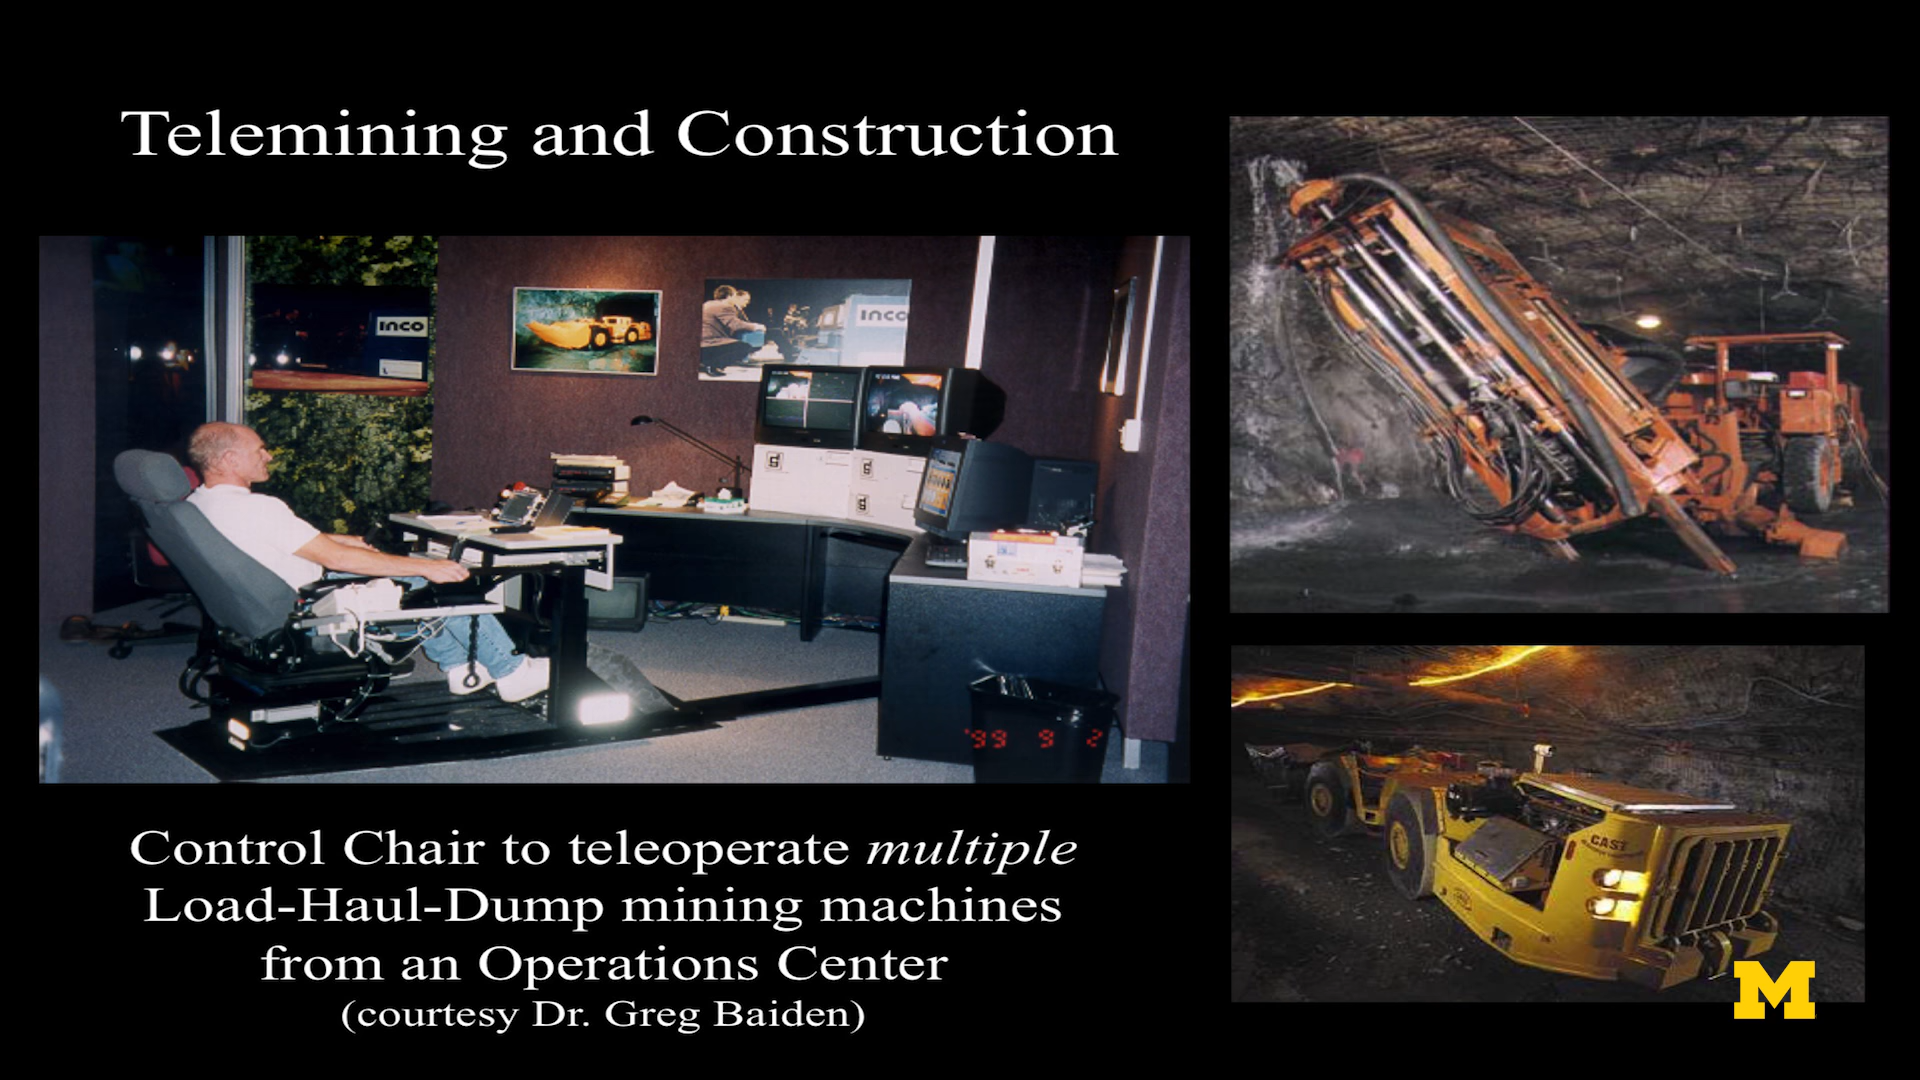 Telemining and Construction
INCO
INCO
'99 9 2
CAST
Control Chair to teleoperate multiple
Load-Haul-Dump mining machines
from an Operations Center
(courtesy Dr. Greg Baiden)
M